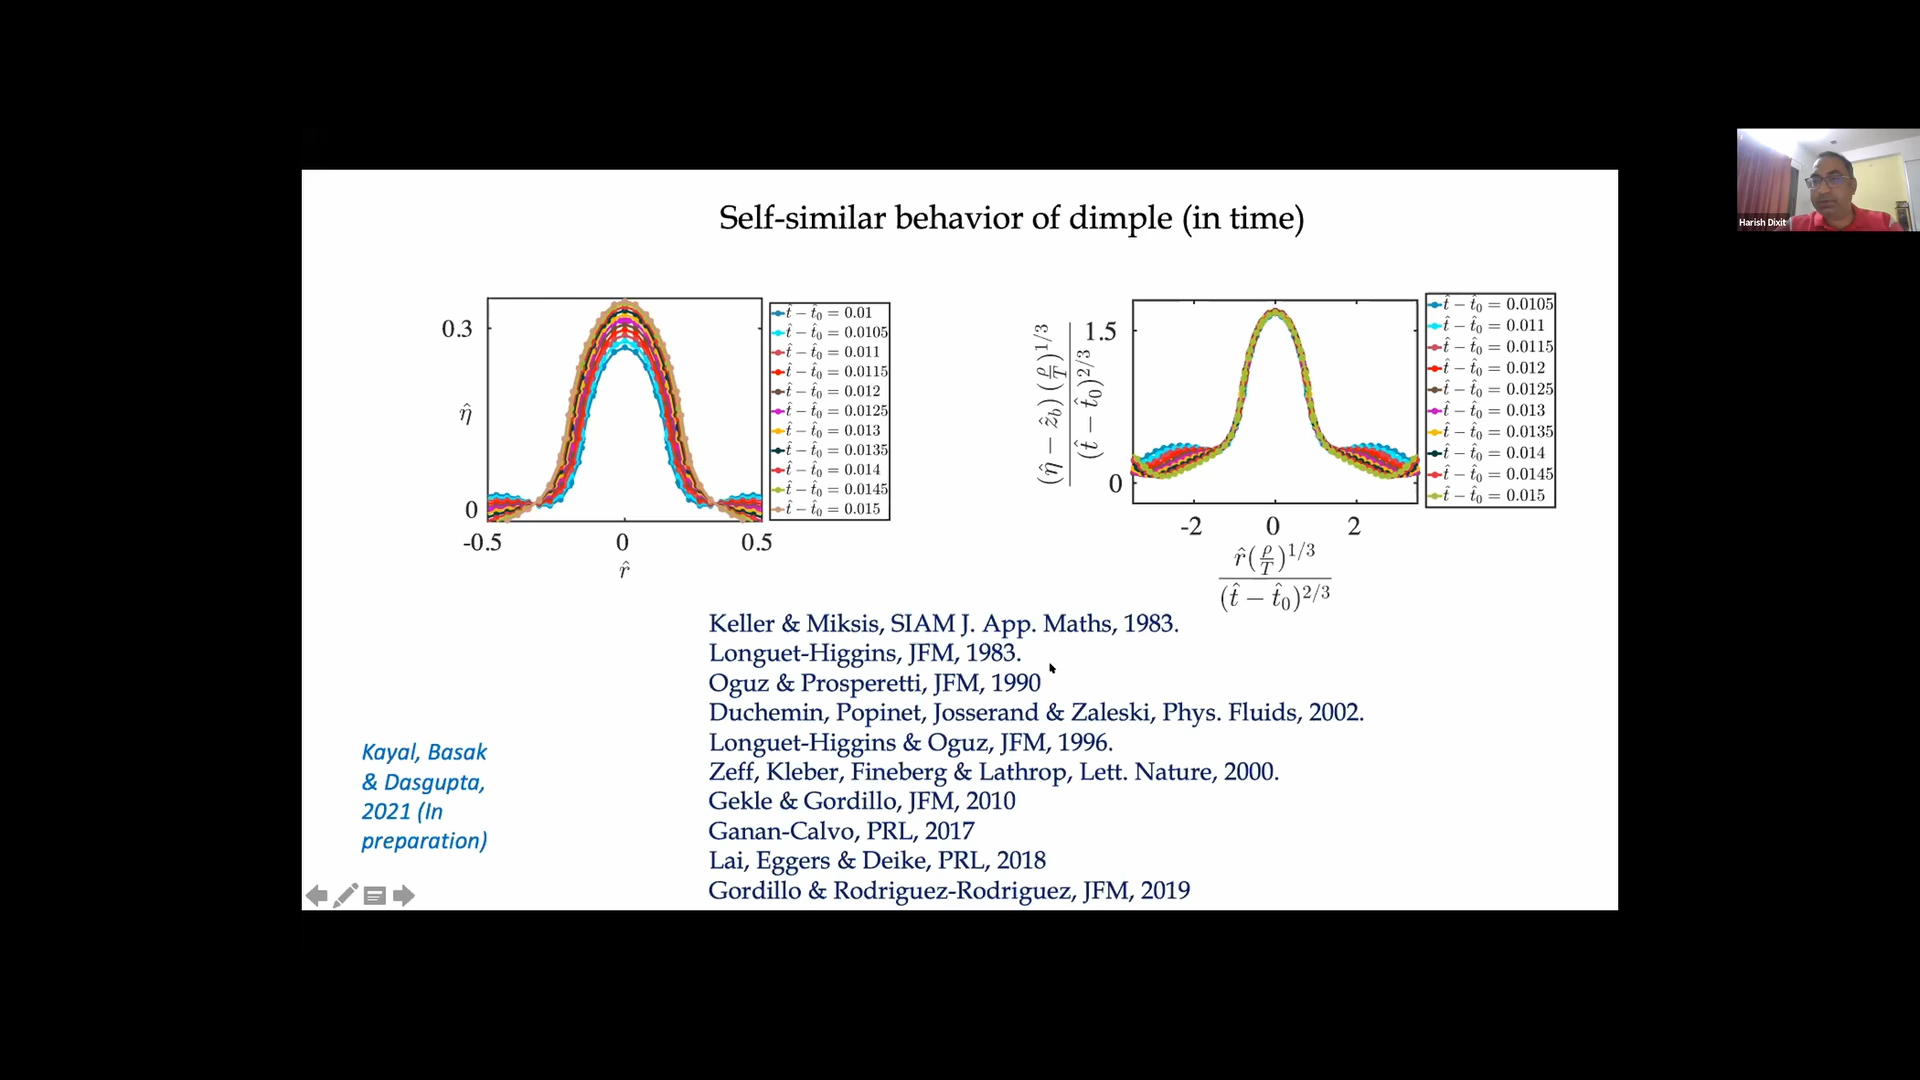 Self-similar behavior of dimple (in time)
Harish Dixit
0.3
0
η̂
-0.5 0 0.5
r̂
t̂ − t̂₀ = 0.01
t̂ − t̂₀ = 0.0105
t̂ − t̂₀ = 0.011
t̂ − t̂₀ = 0.0115
t̂ − t̂₀ = 0.012
t̂ − t̂₀ = 0.0125
t̂ − t̂₀ = 0.013
t̂ − t̂₀ = 0.0135
t̂ − t̂₀ = 0.014
t̂ − t̂₀ = 0.0145
t̂ − t̂₀ = 0.015
(η̂ − ẑ_b) (ρ/T)^{1/3}
(t̂ − t̂₀)^{2/3}
1.5
0
-2 0 2
r̂(ρ/T)^{1/3}
(t̂ − t̂₀)^{2/3}
t̂ − t̂₀ = 0.0105
t̂ − t̂₀ = 0.011
t̂ − t̂₀ = 0.0115
t̂ − t̂₀ = 0.012
t̂ − t̂₀ = 0.0125
t̂ − t̂₀ = 0.013
t̂ − t̂₀ = 0.0135
t̂ − t̂₀ = 0.014
t̂ − t̂₀ = 0.0145
t̂ − t̂₀ = 0.015
Keller & Miksis, SIAM J. App. Maths, 1983.
Longuet-Higgins, JFM, 1983.
Oguz & Prosperetti, JFM, 1990
Duchemin, Popinet, Josserand & Zaleski, Phys. Fluids, 2002.
Longuet-Higgins & Oguz, JFM, 1996.
Zeff, Kleber, Fineberg & Lathrop, Lett. Nature, 2000.
Gekle & Gordillo, JFM, 2010
Ganan-Calvo, PRL, 2017
Lai, Eggers & Deike, PRL, 2018
Gordillo & Rodriguez-Rodriguez, JFM, 2019
Kayal, Basak
& Dasgupta,
2021 (In
preparation)